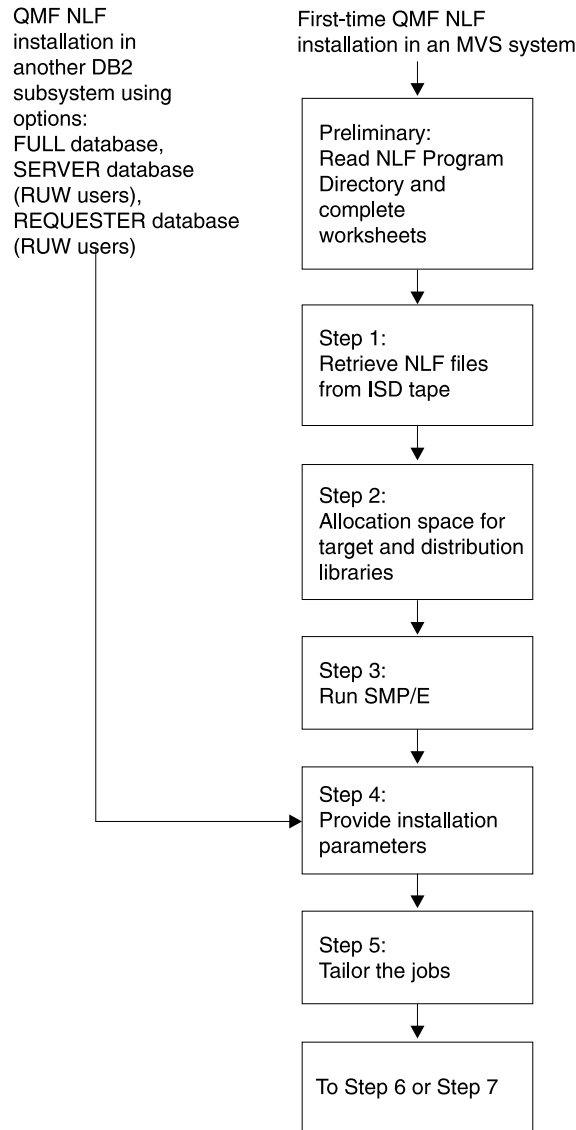 QMF NLF
installation in
another DB2
subsystem using
options:
FULL database,
SERVER database
(RUW users),
REQUESTER database
(RUW users)
First-time QMF NLF
installation in an MVS system
Preliminary:
Read NLF Program
Directory and
complete
worksheets
Step 1:
Retrieve NLF files
from ISD tape
Step 2:
Allocation space for
target and distribution
libraries
Step 3:
Run SMP/E
Step 4:
Provide installation
parameters
Step 5:
Tailor the jobs
To Step 6 or Step 7